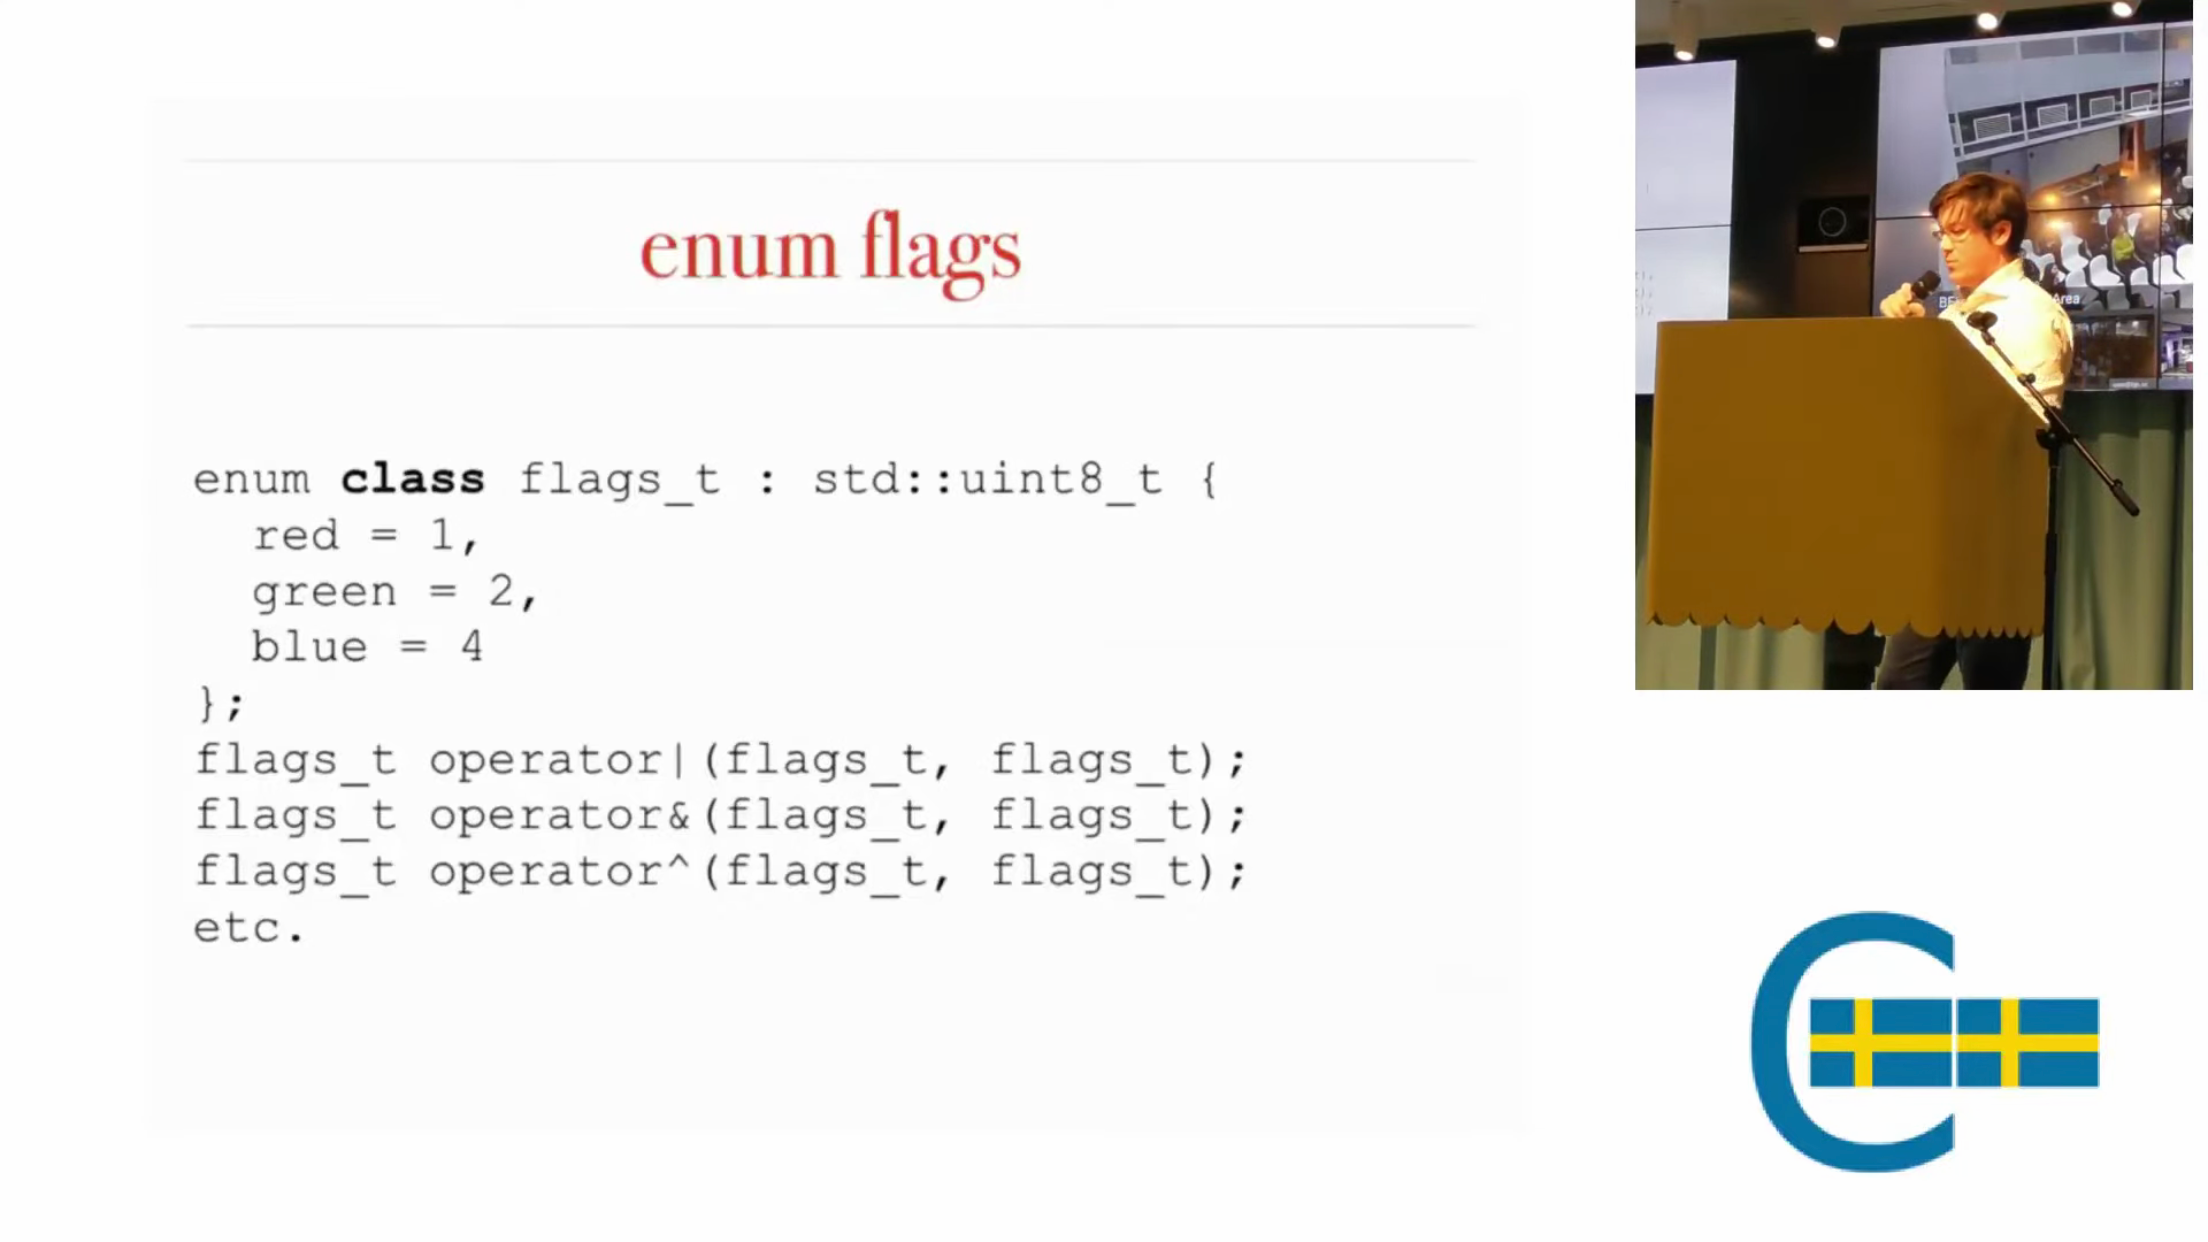 enum flags
enum class flags_t : std::uint8_t {
red = 1,
green = 2,
blue = 4
};
flags_t operator|(flags_t, flags_t);
flags_t operator&(flags_t, flags_t);
flags_t operator^(flags_t, flags_t);
etc.
C
Area